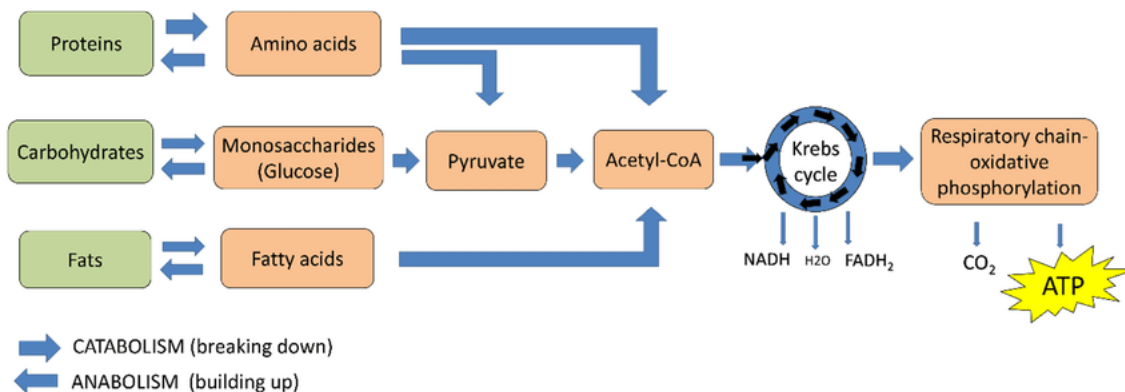 Proteins
Amino acids
Carbohydrates
Monosaccharides
(Glucose)
Pyruvate
Acetyl-CoA
Krebs
cycle
Respiratory chain-
oxidative
phosphorylation
Fats
Fatty acids
NADH
H2O
FADH₂
CO₂
ATP
CATABOLISM (breaking down)
ANABOLISM (building up)